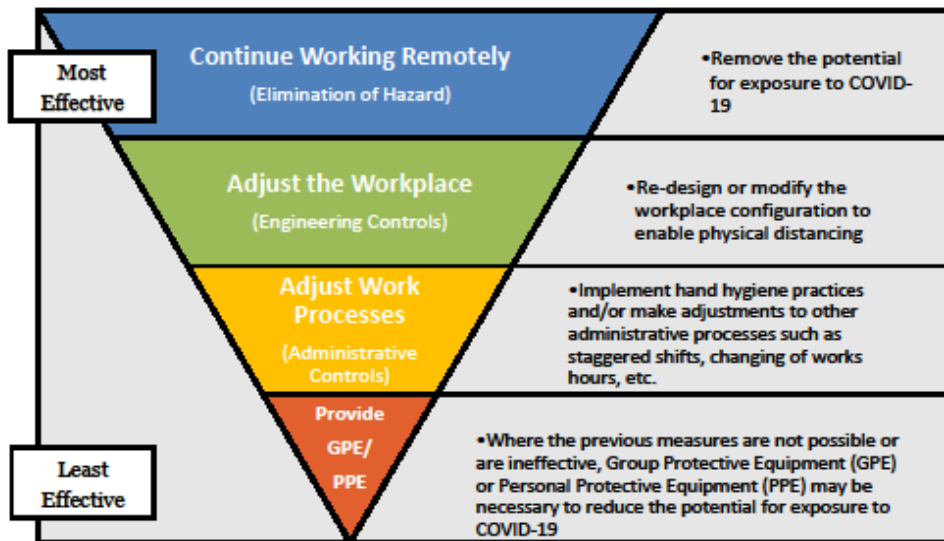 Most
Effective
Continue Working Remotely
(Elimination of Hazard)
•Remove the potential
for exposure to COVID-
19
Adjust the Workplace
(Engineering Controls)
•Re-design or modify the
workplace configuration to
enable physical distancing
Adjust Work
Processes
(Administrative
Controls)
•Implement hand hygiene practices
and/or make adjustments to other
administrative processes such as
staggered shifts, changing of works
hours, etc.
Least
Effective
Provide
GPE/
PPE
•Where the previous measures are not possible or
are ineffective, Group Protective Equipment (GPE)
or Personal Protective Equipment (PPE) may be
necessary to reduce the potential for exposure to
COVID-19